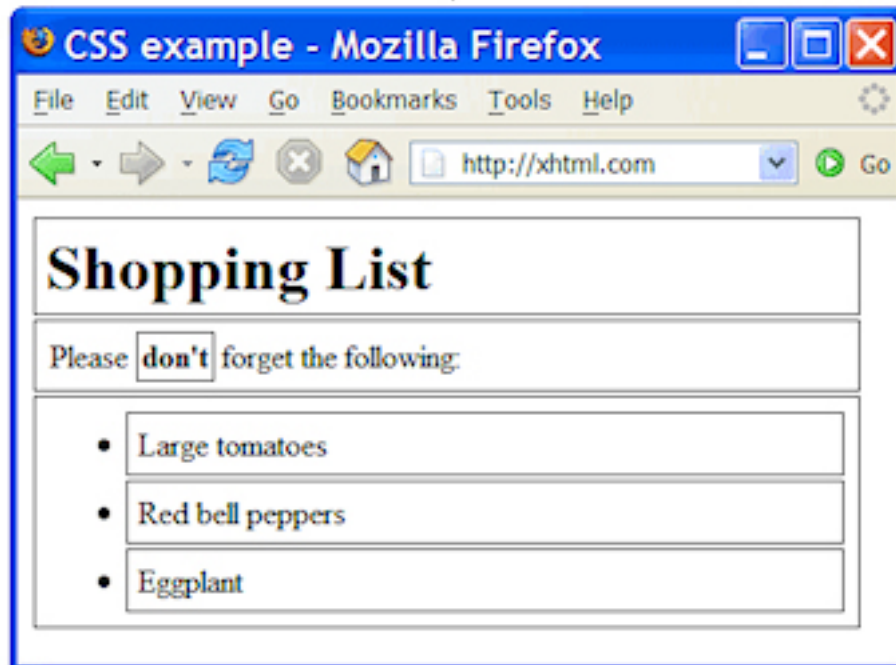 CSS example - Mozilla Firefox
File Edit View Go Bookmarks Tools Help
http://xhtml.com Go
Shopping List
Please don't forget the following:
Large tomatoes
Red bell peppers
Eggplant